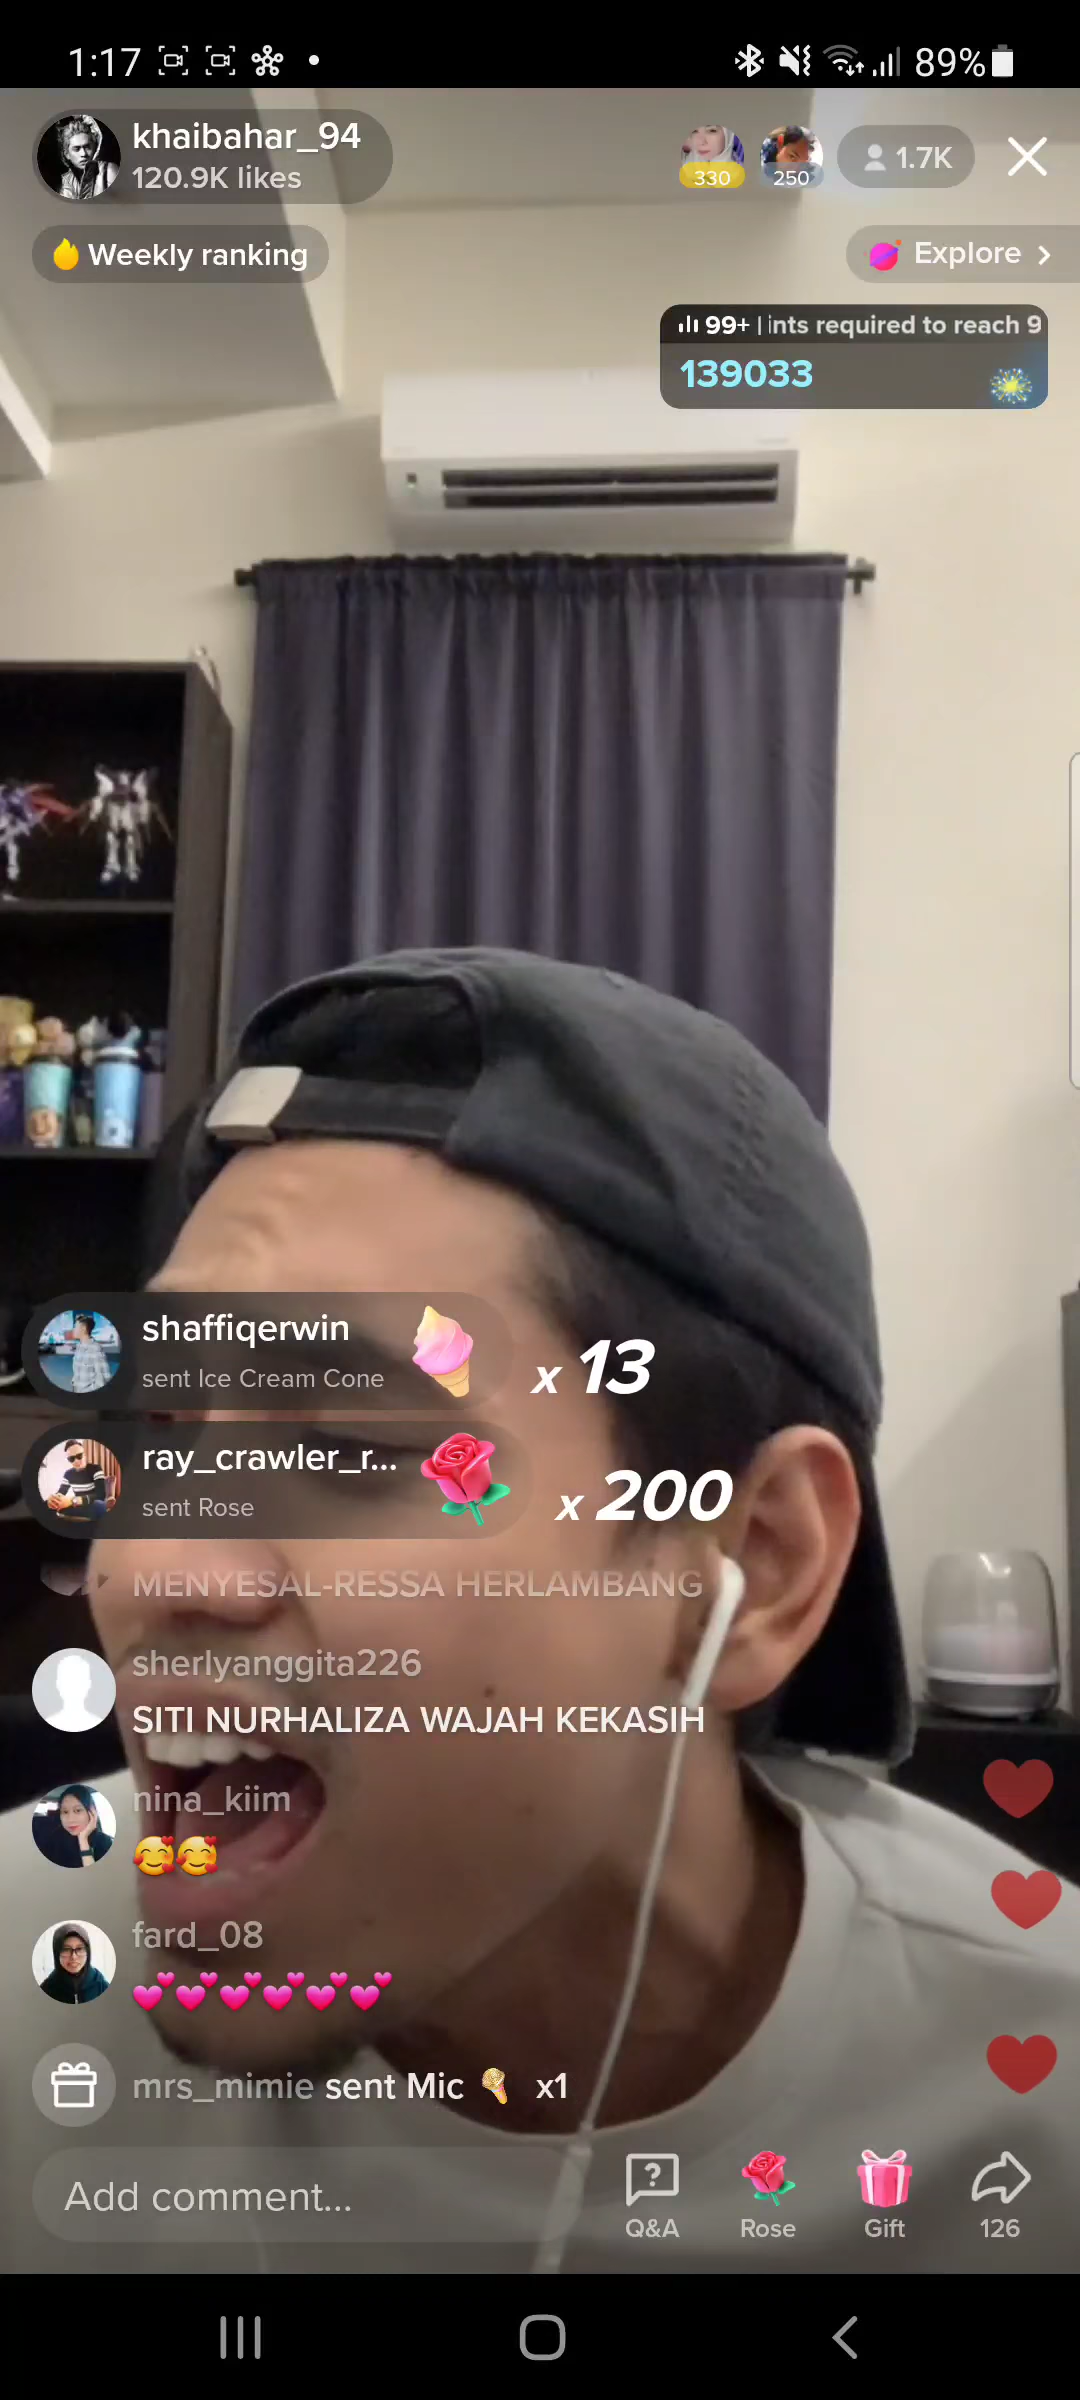 1:17
89%
khaibahar_94
120.9K likes
330
250
1.7K
Weekly ranking
Explore
99+ | ints required to reach 9
139033
shaffiqerwin
sent Ice Cream Cone
x 13
ray_crawler_r...
sent Rose
x 200
MENYESAL-RESSA HERLAMBANG
sherlyanggita226
SITI NURHALIZA WAJAH KEKASIH
nina_kiim
🥰🥰
fard_08
💕💕💕💕💕💕
mrs_mimie sent Mic x1
Add comment...
Q&A
Rose
Gift
126